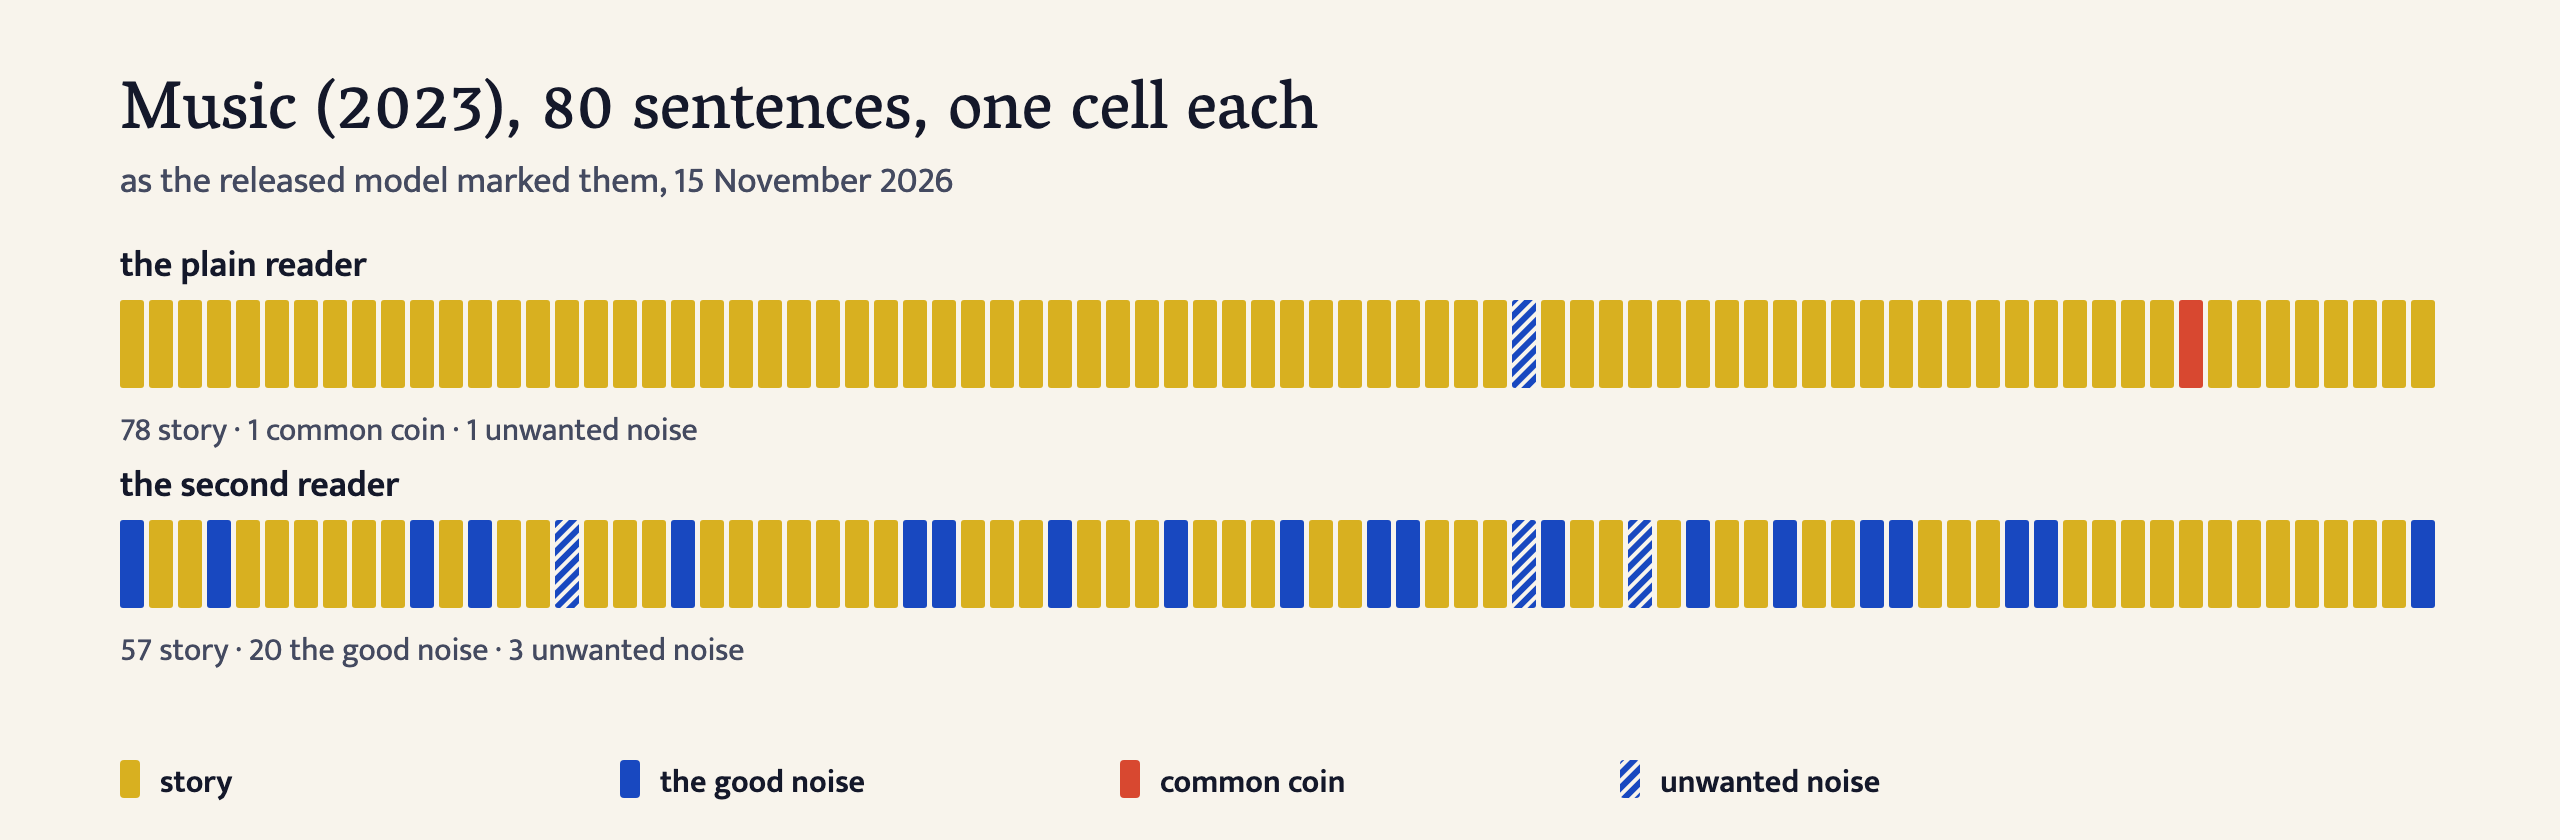 Music (2023), 80 sentences, one cell each
as the released model marked them, 15 November 2026
the plain reader
78 story · 1 common coin · 1 unwanted noise
the second reader
57 story · 20 the good noise · 3 unwanted noise
story
the good noise
common coin
unwanted noise